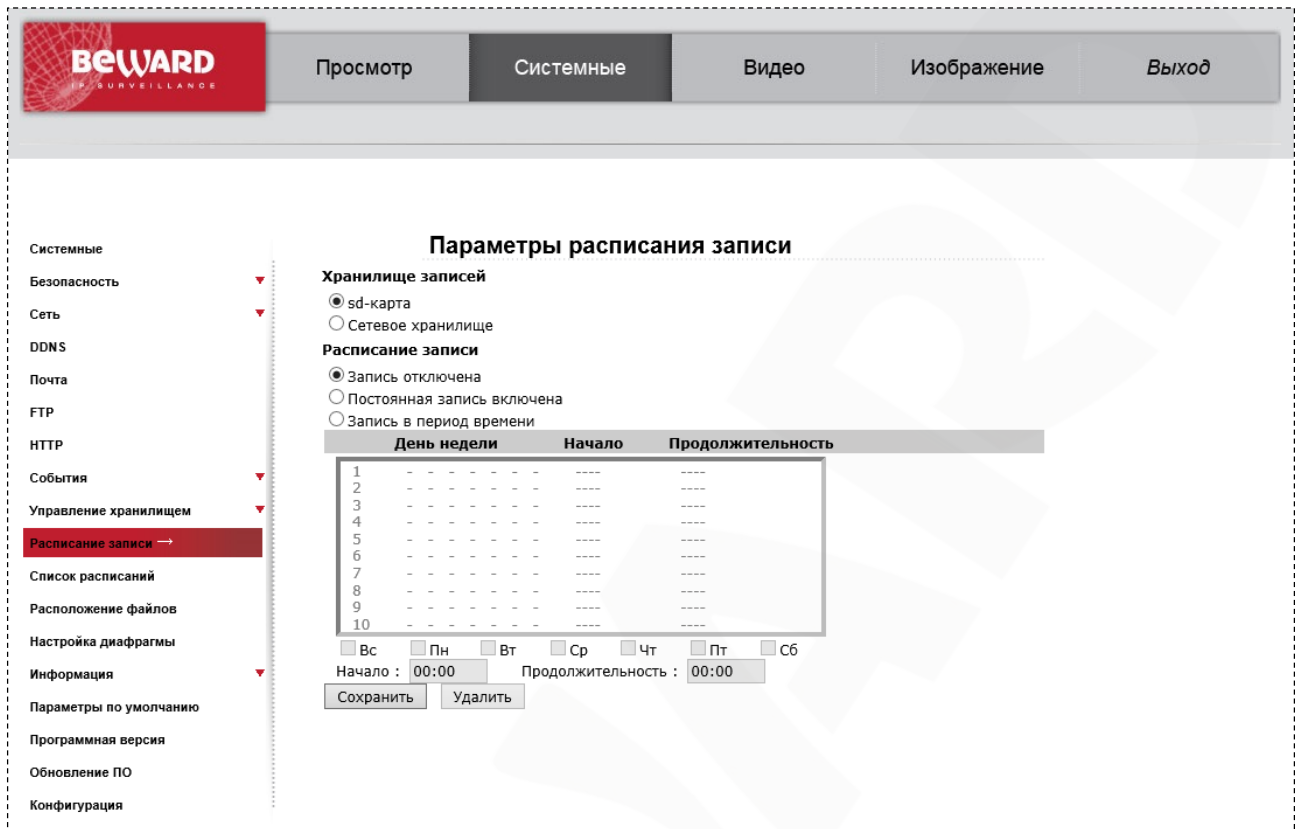 BEWARD
IP SURVEILLANCE
Просмотр Системные Видео Изображение Выход
Параметры расписания записи
Системные
Безопасность
Сеть
DDNS
Почта
FTP
HTTP
События
Управление хранилищем
Расписание записи →
Список расписаний
Расположение файлов
Настройка диафрагмы
Информация
Параметры по умолчанию
Программная версия
Обновление ПО
Конфигурация
Хранилище записей
sd-карта
Сетевое хранилище
Расписание записи
Запись отключена
Постоянная запись включена
Запись в период времени
День недели Начало Продолжительность
1 - - - - - - - ---- ----
2 - - - - - - - ---- ----
3 - - - - - - - ---- ----
4 - - - - - - - ---- ----
5 - - - - - - - ---- ----
6 - - - - - - - ---- ----
7 - - - - - - - ---- ----
8 - - - - - - - ---- ----
9 - - - - - - - ---- ----
10 - - - - - - - ---- ----
Вс Пн Вт Ср Чт Пт Сб
Начало : 00:00 Продолжительность : 00:00
Сохранить Удалить